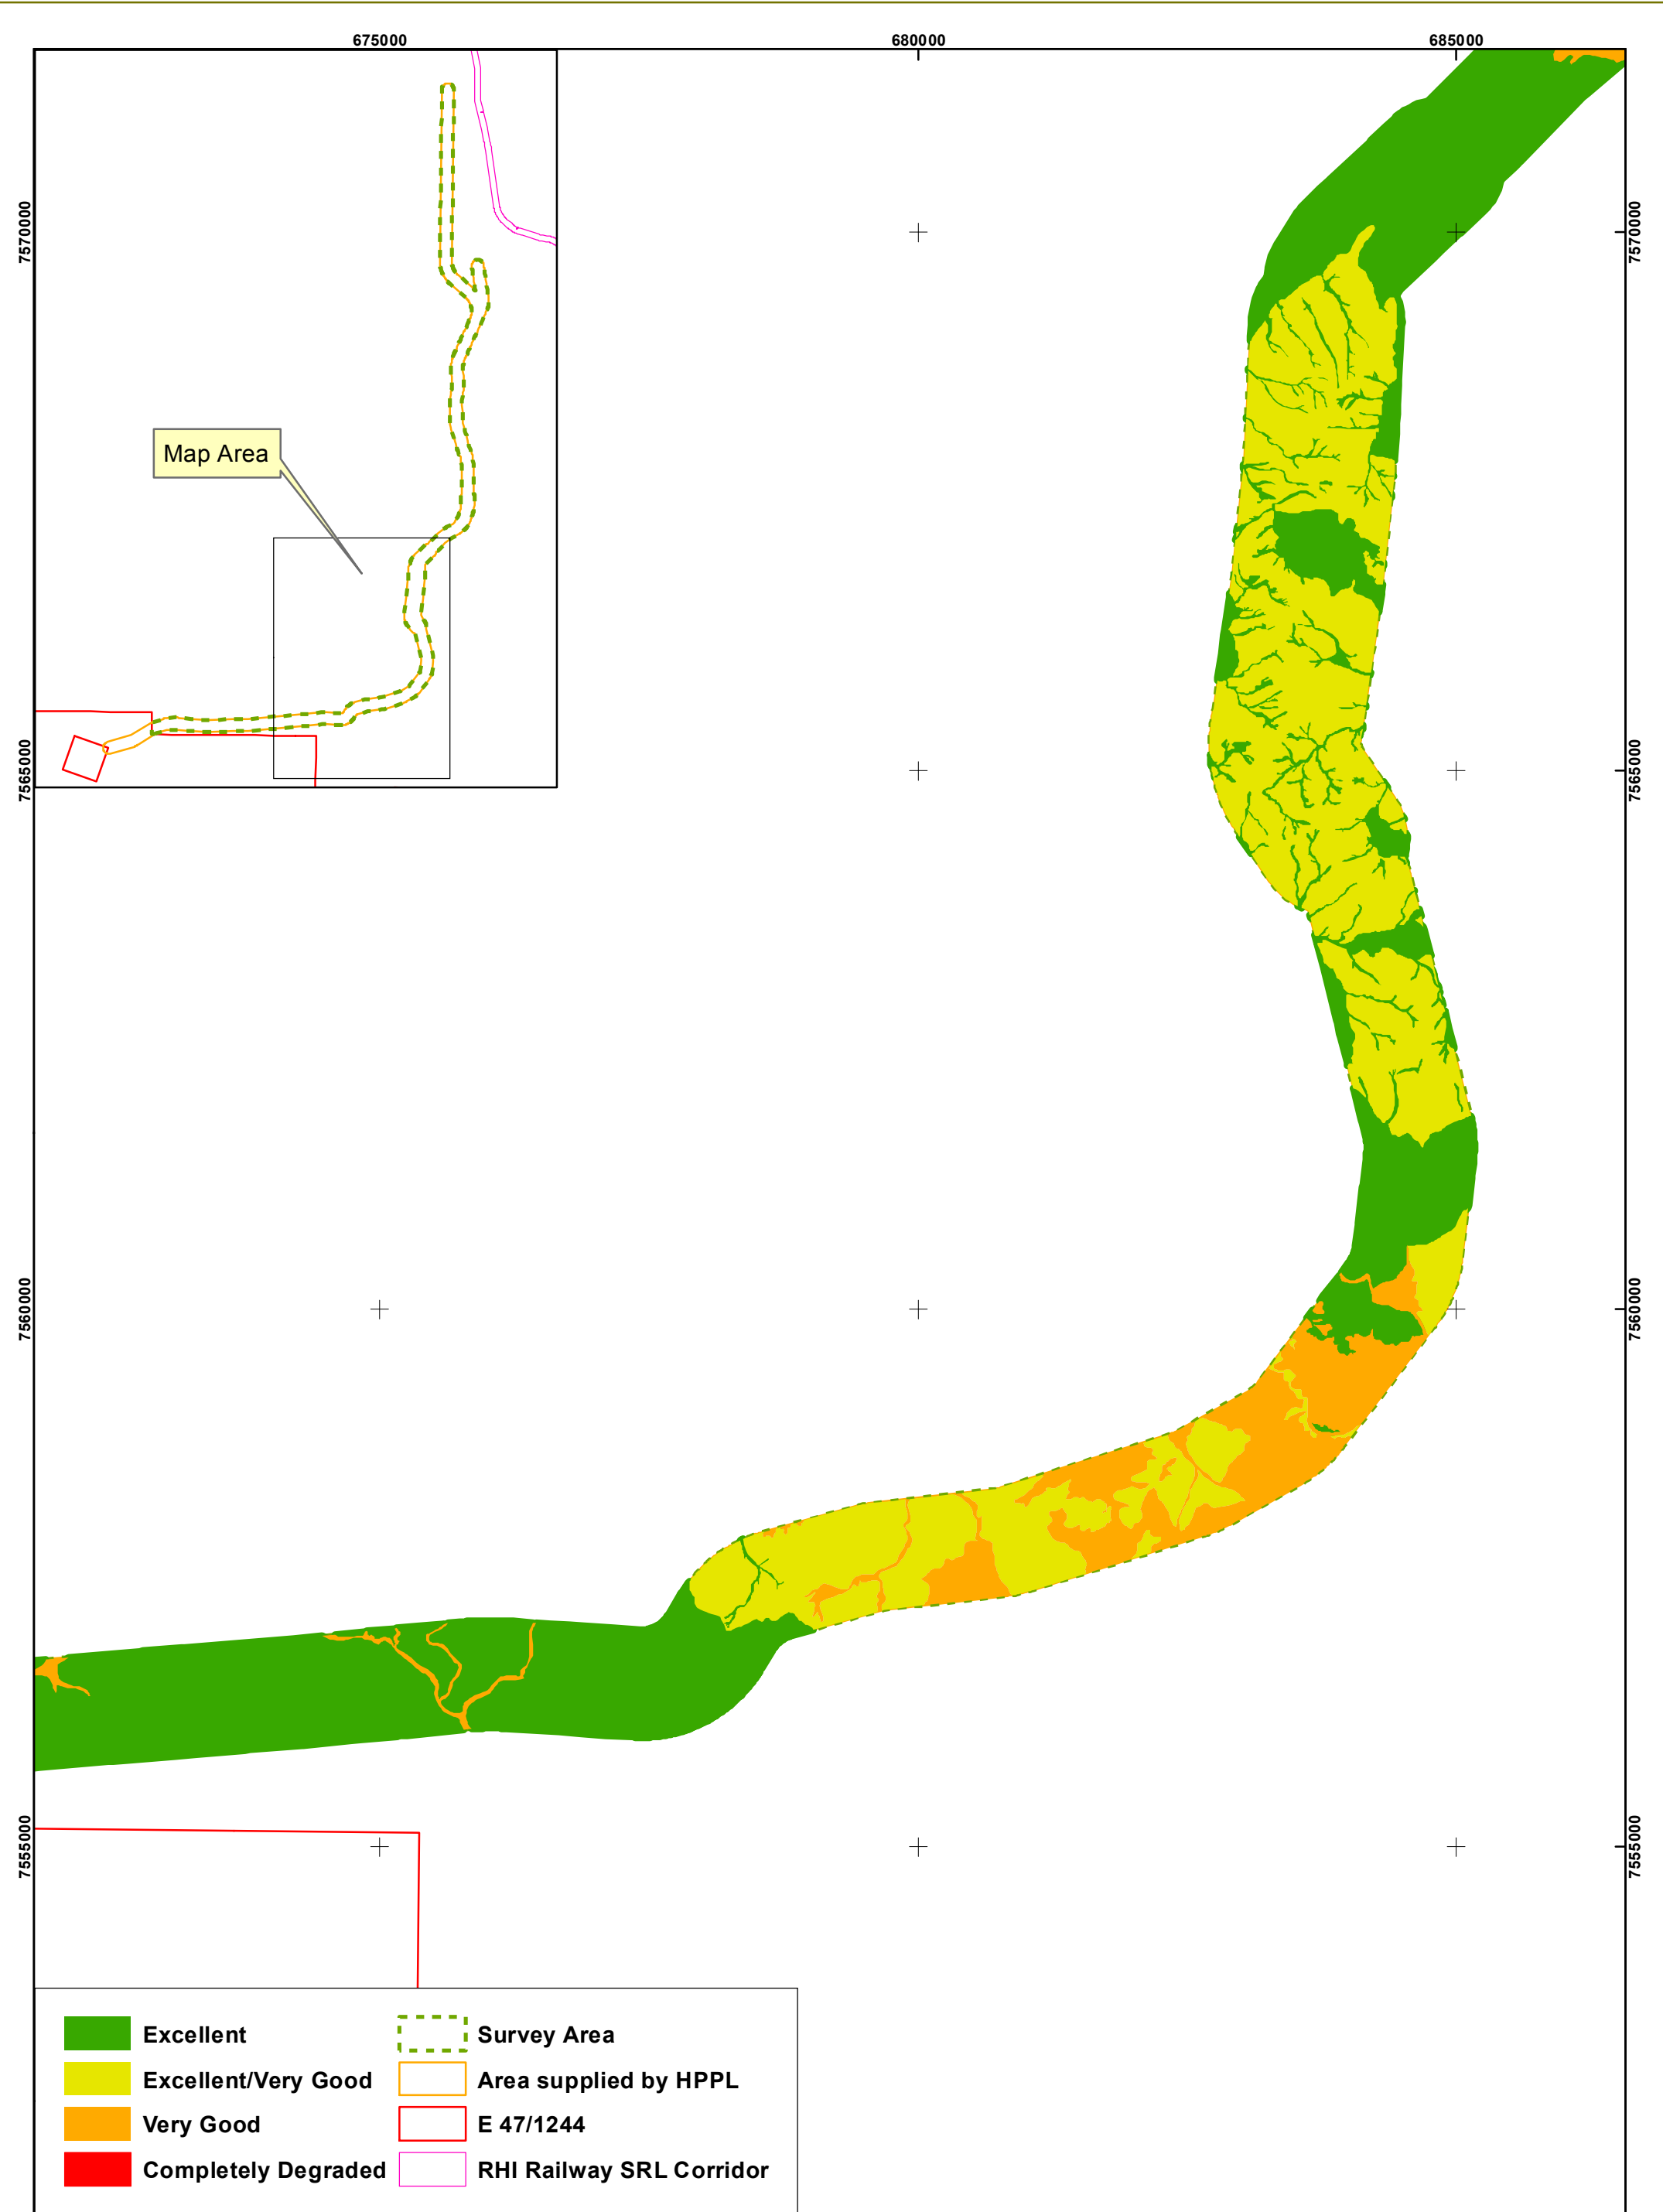 675000 680000 685000
7570000 7570000
Map Area
7565000 7565000
7560000 7560000
7555000 7555000
Excellent
Excellent/Very Good
Very Good
Completely Degraded
Survey Area
Area supplied by HPPL
E 47/1244
RHI Railway SRL Corridor